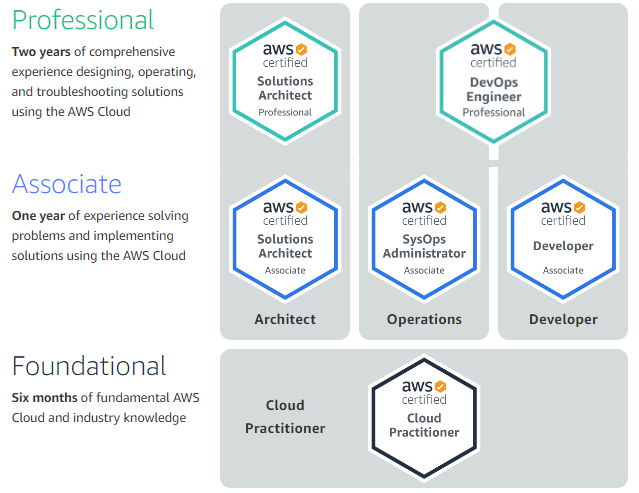 Professional
Two years of comprehensive
experience designing, operating,
and troubleshooting solutions
using the AWS Cloud
aws
certified
Solutions
Architect
Professional
aws
certified
DevOps
Engineer
Professional
Associate
One year of experience solving
problems and implementing
solutions using the AWS Cloud
aws
certified
Solutions
Architect
Associate
Architect
aws
certified
SysOps
Administrator
Associate
Operations
aws
certified
Developer
Associate
Developer
Foundational
Six months of fundamental AWS
Cloud and industry knowledge
Cloud
Practitioner
aws
certified
Cloud
Practitioner